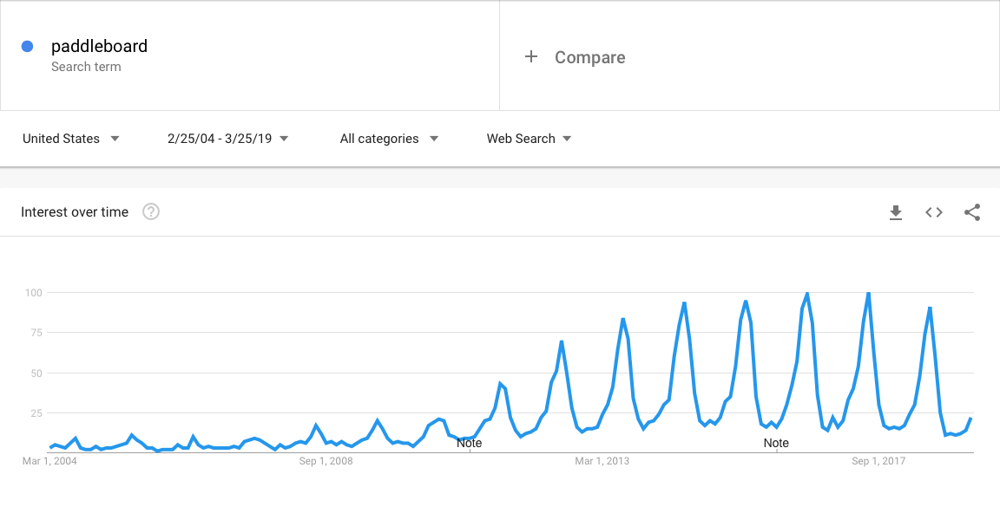 paddleboard
Search term
+ Compare
United States
2/25/04 - 3/25/19
All categories
Web Search
Interest over time ?
100
75
50
25
Note
Note
Mar 1, 2004
Sep 1, 2008
Mar 1, 2013
Sep 1, 2017